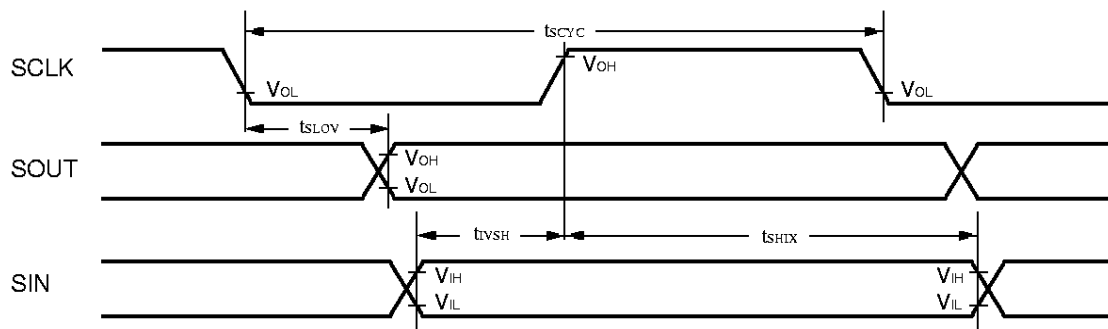 tSCYC
SCLK
VOL
VOH
VOL
tSLOV
SOUT
VOH
VOL
tIVSH
tSHIX
SIN
VIH
VIL
VIH
VIL